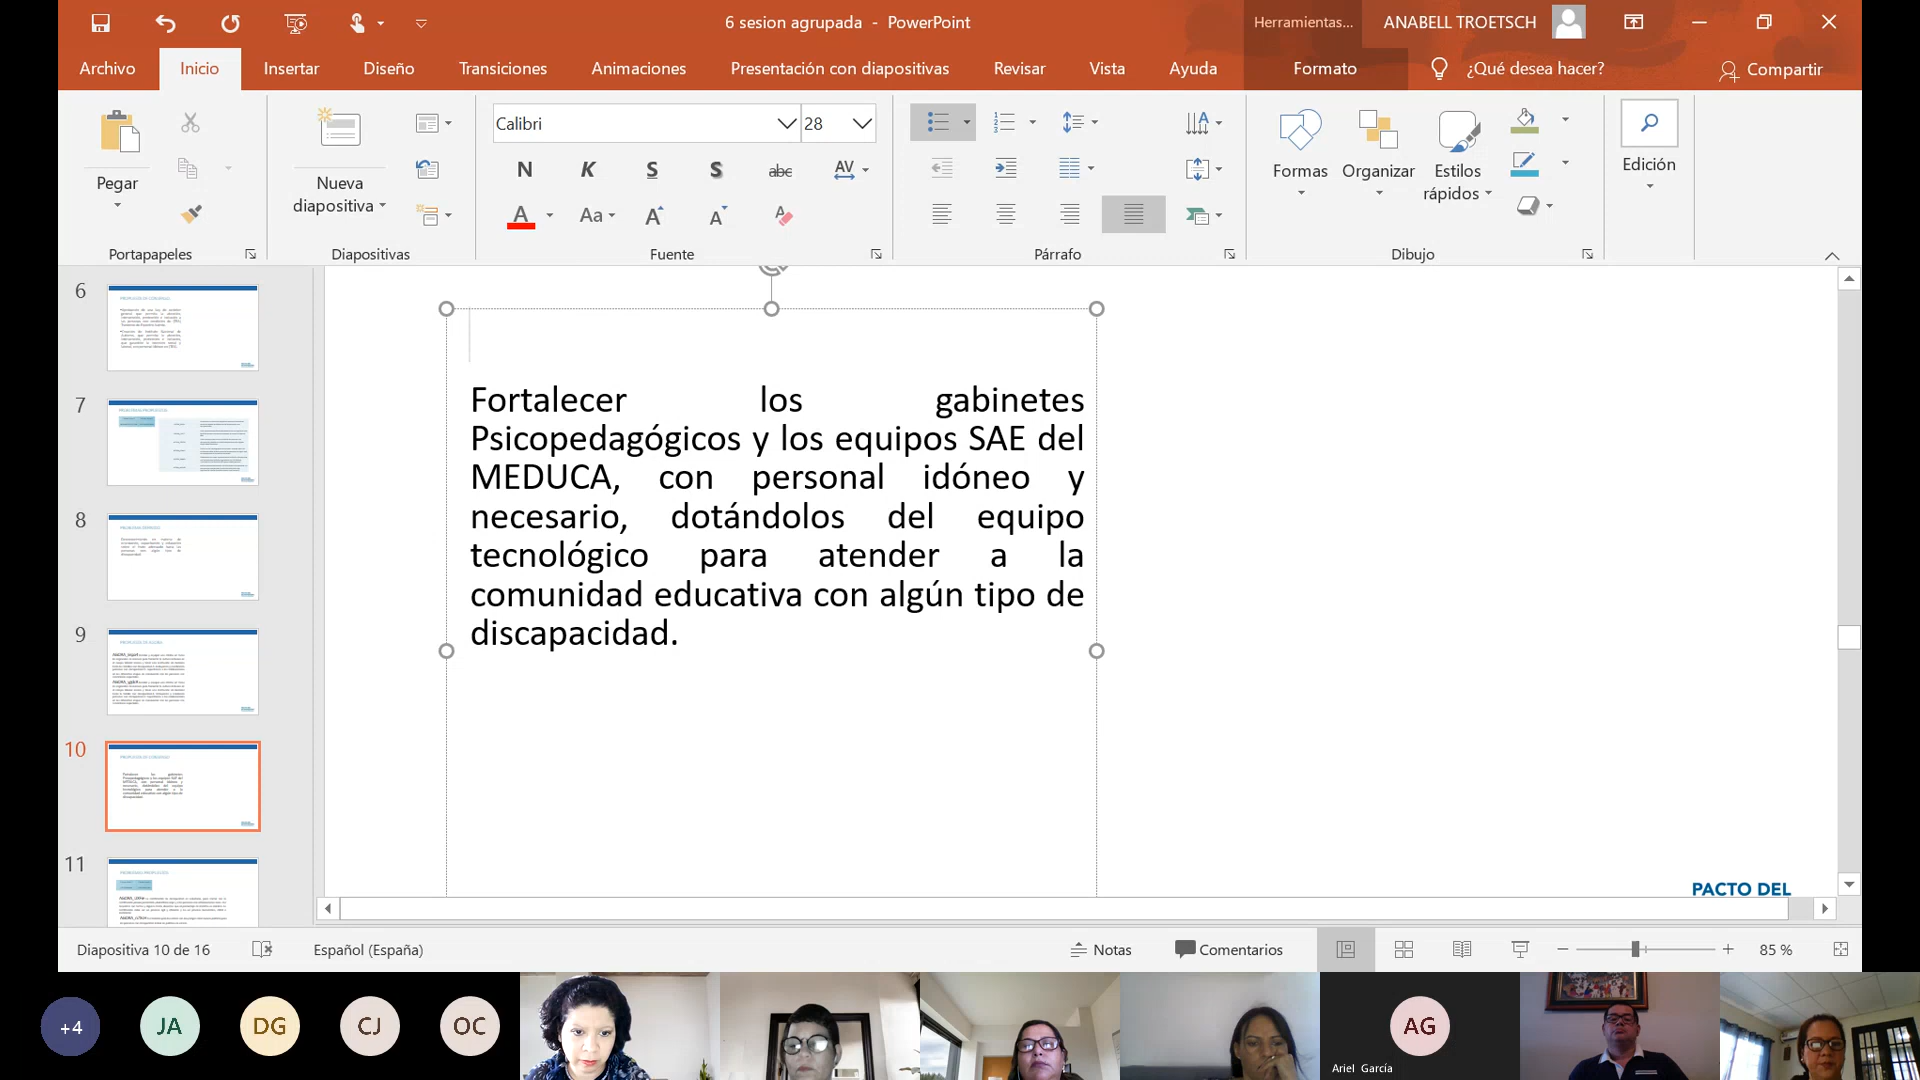 6 sesion agrupada - PowerPoint
Herramientas...
ANABELL TROETSCH
Archivo
Inicio
Insertar
Diseño
Transiciones
Animaciones
Presentación con diapositivas
Revisar
Vista
Ayuda
Formato
¿Qué desea hacer?
Compartir
Pegar
Nueva
diapositiva
Calibri
28
N K S S abc AV
A Aa A A
Formas
Organizar
Estilos
rápidos
Edición
Portapapeles
Diapositivas
Fuente
Párrafo
Dibujo
6
7
8
9
10
11
Fortalecer los gabinetes
Psicopedagógicos y los equipos SAE del
MEDUCA, con personal idóneo y
necesario, dotándolos del equipo
tecnológico para atender a la
comunidad educativa con algún tipo de
discapacidad.
PACTO DEL
Diapositiva 10 de 16
Español (España)
Notas
Comentarios
85 %
+4
JA
DG
CJ
OC
AG
Ariel García